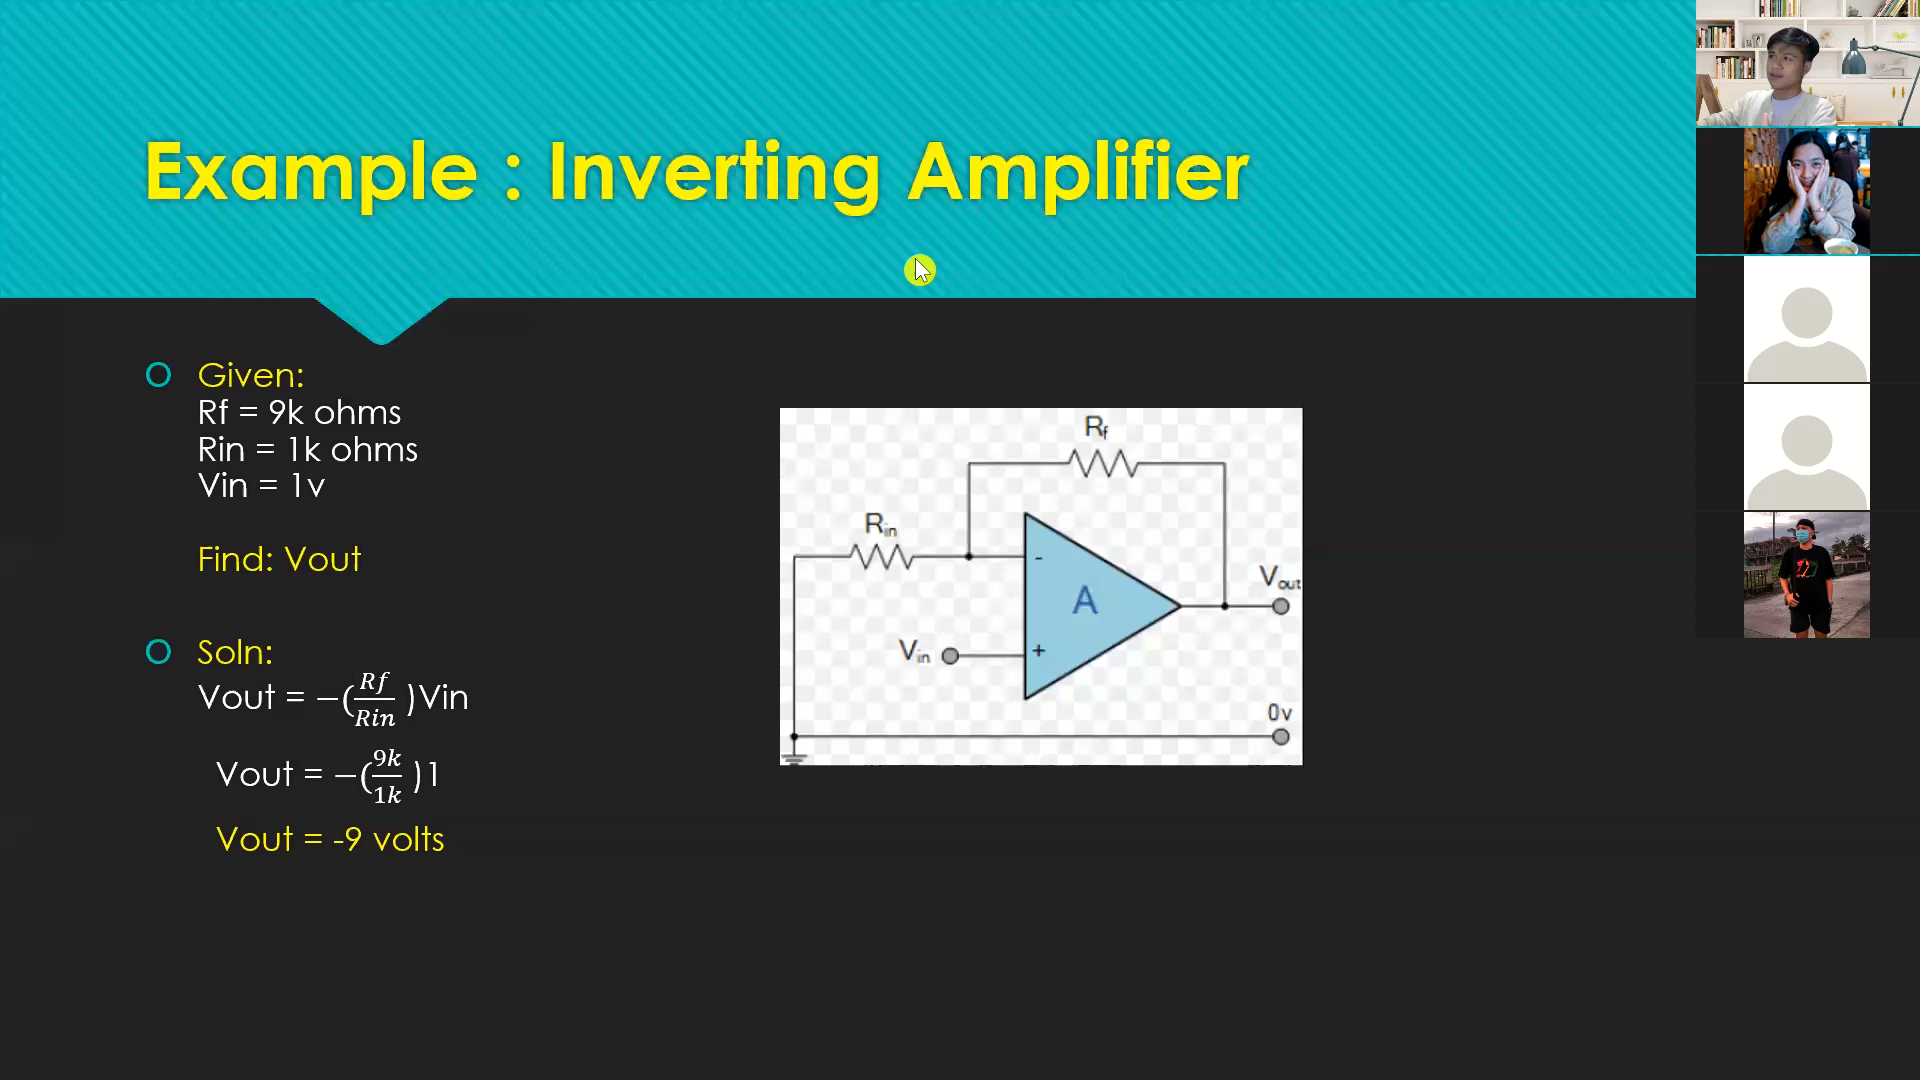 Example : Inverting Amplifier
Given:
Rf = 9k ohms
Rin = 1k ohms
Vin = 1v
Find: Vout
Soln:
Vout = −(Rf/Rin )Vin
Vout = −(9k/1k )1
Vout = -9 volts
Rf
Rin
-
A
Vout
Vin
+
0v